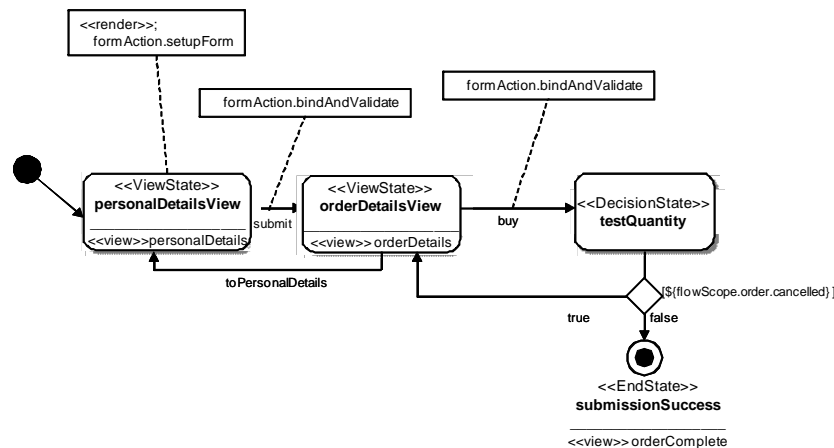 <<render>>;
formAction.setupForm
formAction.bindAndValidate
formAction.bindAndValidate
<<ViewState>>
personalDetailsView
<<view>>personalDetails
submit
<<ViewState>>
orderDetailsView
<<view>> orderDetails
buy
<<DecisionState>>
testQuantity
toPersonalDetails
[${flowScope.order.cancelled} ]
true
false
<<EndState>>
submissionSuccess
<<view>> orderComplete